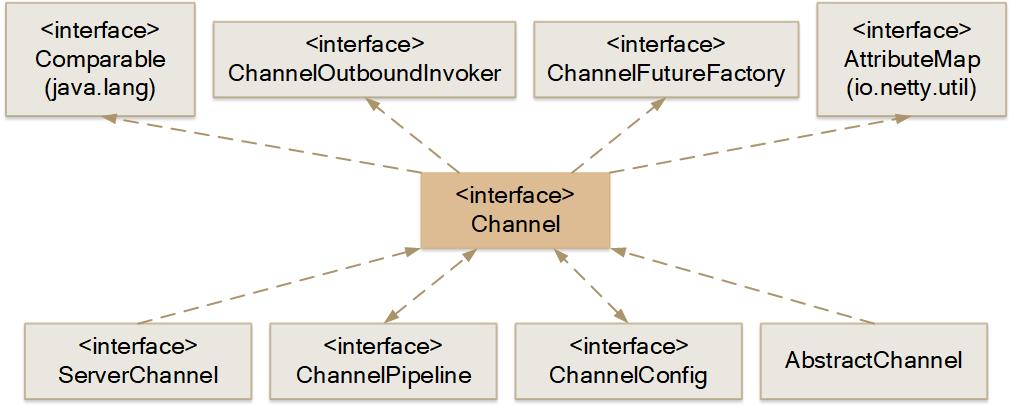 <interface>
Comparable
(java.lang)
<interface>
ChannelOutboundInvoker
<interface>
ChannelFutureFactory
<interface>
AttributeMap
(io.netty.util)
<interface>
Channel
<interface>
ServerChannel
<interface>
ChannelPipeline
<interface>
ChannelConfig
AbstractChannel